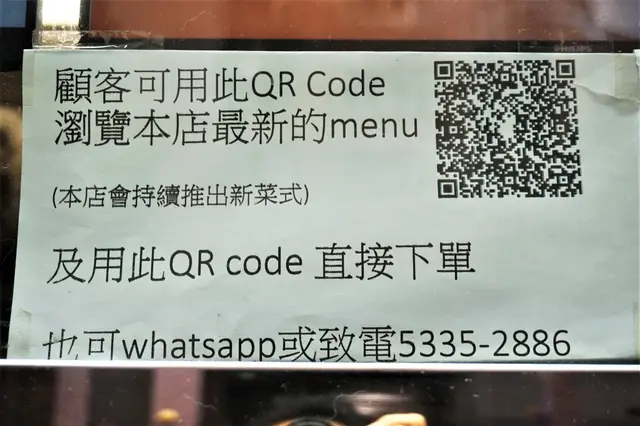 顧客可用此QR Code
瀏覽本店最新的menu
(本店會持續推出新菜式)
及用此QR code 直接下單
也可whatsapp或致電5335-2886